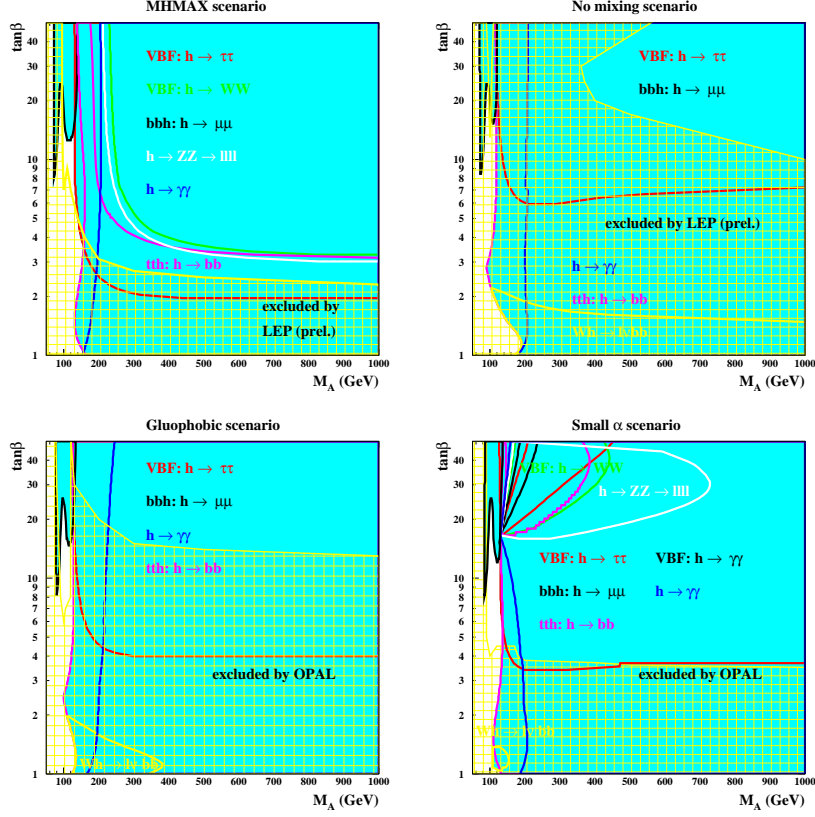 MHMAX scenario
tanβ
40
30
20
10
9
8
7
6
5
4
3
2
1
VBF: h → ττ
VBF: h → WW
bbh: h → μμ
h → ZZ → llll
h → γγ
tth: h → bb
excluded by
LEP (prel.)
100 200 300 400 500 600 700 800 900 1000
M_A (GeV)
No mixing scenario
tanβ
40
30
20
10
9
8
7
6
5
4
3
2
1
VBF: h → ττ
bbh: h → μμ
excluded by LEP (prel.)
h → γγ
tth: h → bb
Wh → lνbb
100 200 300 400 500 600 700 800 900 1000
M_A (GeV)
Gluophobic scenario
tanβ
40
30
20
10
9
8
7
6
5
4
3
2
1
VBF: h → ττ
bbh: h → μμ
h → γγ
tth: h → bb
excluded by OPAL
Wh → lν bb
100 200 300 400 500 600 700 800 900 1000
M_A (GeV)
Small α scenario
tanβ
40
30
20
10
9
8
7
6
5
4
3
2
1
VBF: h → WW
h → ZZ → llll
VBF: h → ττ VBF: h → γγ
bbh: h → μμ h → γγ
tth: h → bb
excluded by OPAL
Wh → lν bb
100 200 300 400 500 600 700 800 900 1000
M_A (GeV)